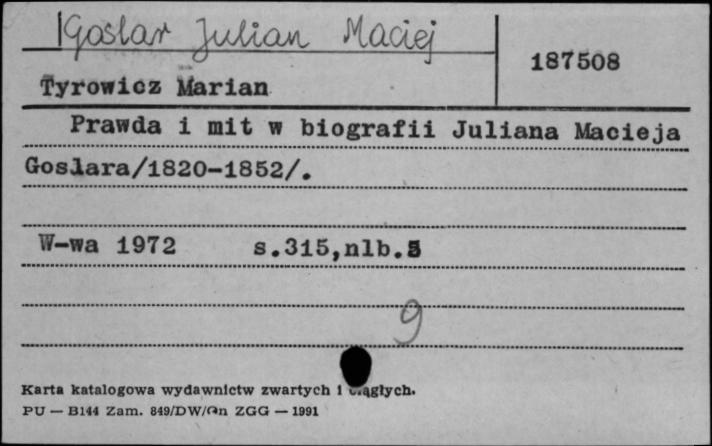 Goslar Julian Maciej
187508
Tyrowicz Marian
Prawda i mit w biografii Juliana Macieja
Goslara/1820-1852/.
W-wa 1972 s.315,nlb.5
9
Karta katalogowa wydawnictw zwartych i ciągłych.
PU — B144 Zam. 849/DW/On ZGG — 1991